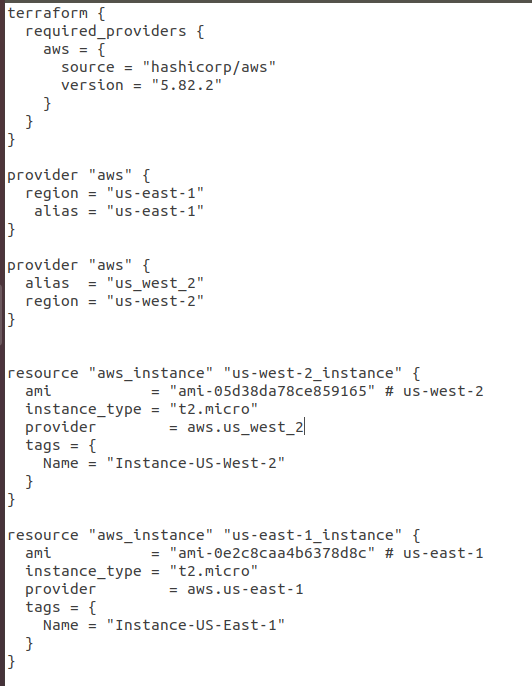 terraform {
  required_providers {
    aws = {
      source = "hashicorp/aws"
      version = "5.82.2"
    }
  }
}

provider "aws" {
  region = "us-east-1"
   alias = "us-east-1"
}

provider "aws" {
  alias  = "us_west_2"
  region = "us-west-2"
}


resource "aws_instance" "us-west-2_instance" {
  ami           = "ami-05d38da78ce859165" # us-west-2
  instance_type = "t2.micro"
  provider        = aws.us_west_2
  tags = {
    Name = "Instance-US-West-2"
  }
}

resource "aws_instance" "us-east-1_instance" {
  ami           = "ami-0e2c8caa4b6378d8c" # us-east-1
  instance_type = "t2.micro"
  provider        = aws.us-east-1
  tags = {
    Name = "Instance-US-East-1"
  }
}